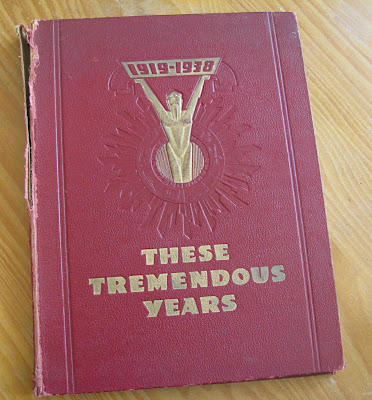 1919-1938
THESE
TREMENDOUS
YEARS